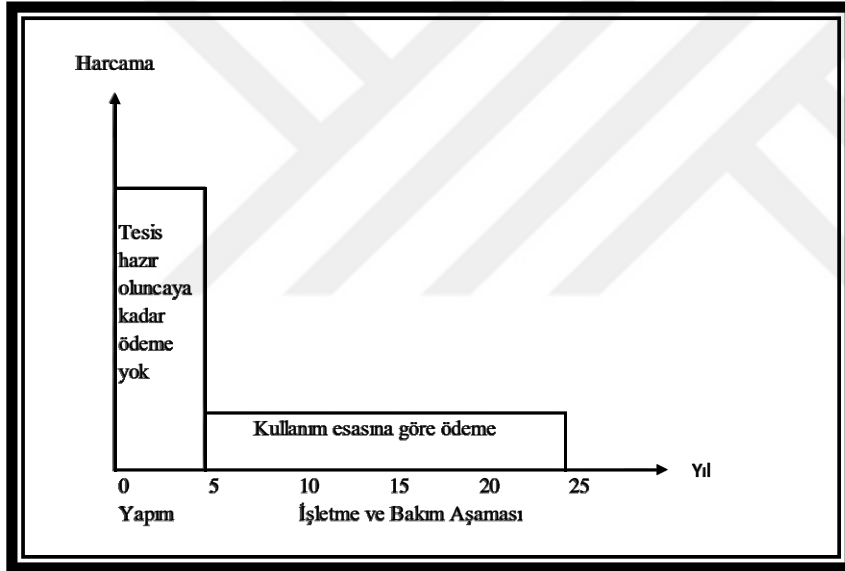 Harcama
Tesis
hazır
oluncaya
kadar
ödeme
yok
Kullanım esasına göre ödeme
Yıl
0 5 10 15 20 25
Yapım İşletme ve Bakım Aşaması